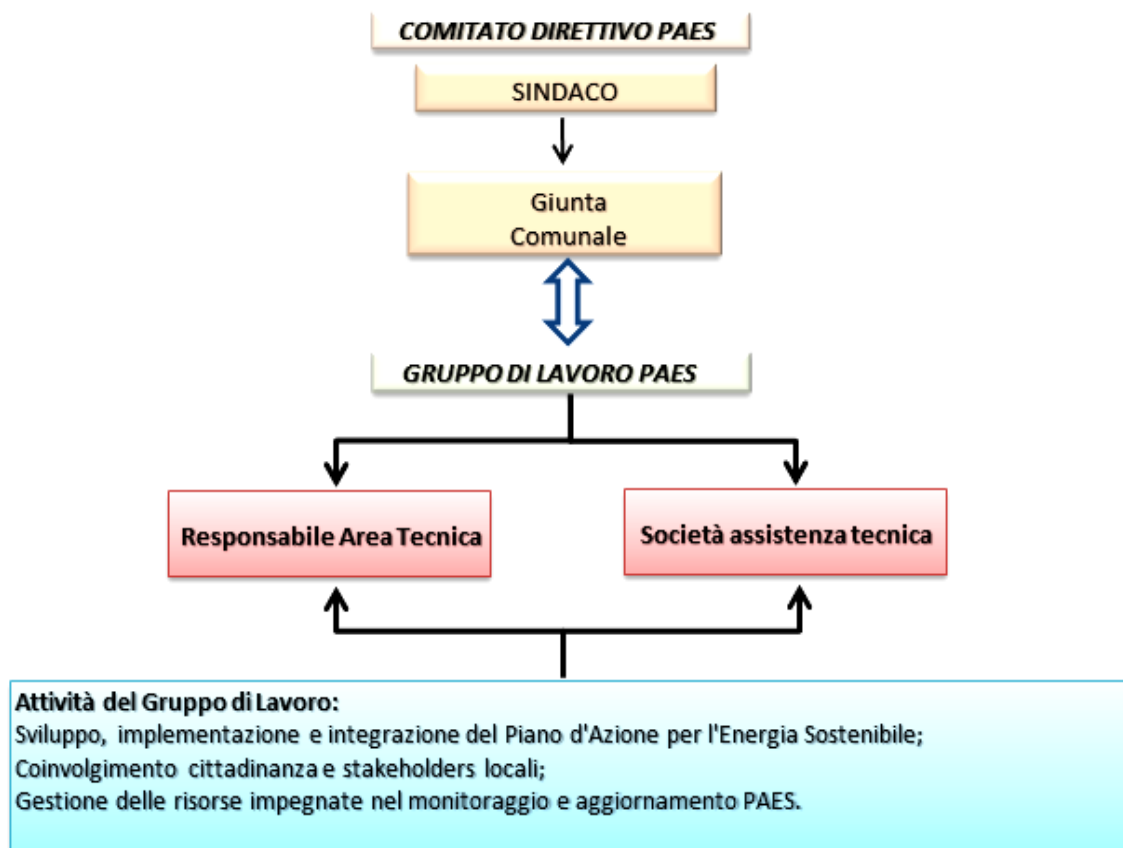 COMITATO DIRETTIVO PAES
SINDACO
Giunta
Comunale
GRUPPO DI LAVORO PAES
Responsabile Area Tecnica
Società assistenza tecnica
Attività del Gruppo di Lavoro:
Sviluppo, implementazione e integrazione del Piano d'Azione per l'Energia Sostenibile;
Coinvolgimento cittadinanza e stakeholders locali;
Gestione delle risorse impegnate nel monitoraggio e aggiornamento PAES.